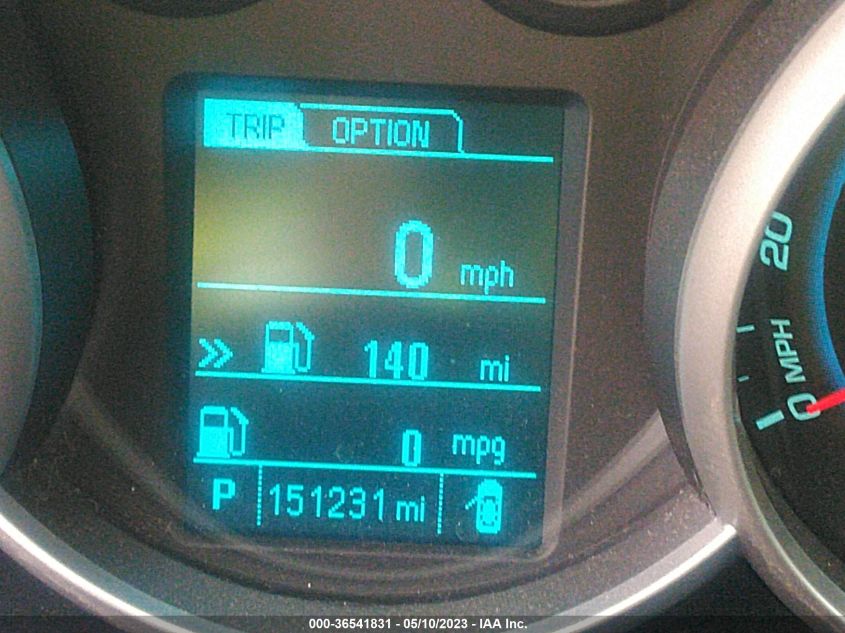 TRIP OPTION
0 mph
140 mi
0 mpg
P 151231 mi
20
MPH
0
000-36541831 - 05/10/2023 - IAA Inc.